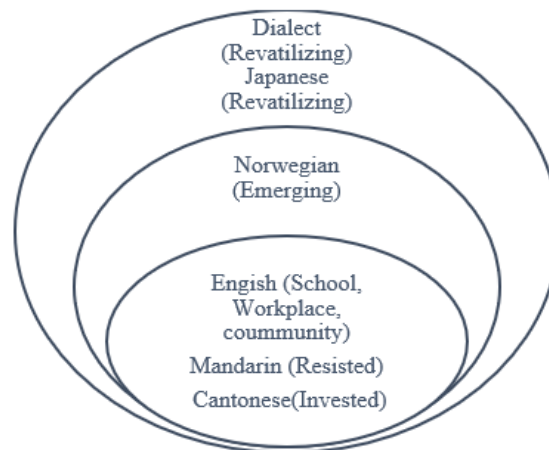 Dialect
(Revatilizing)
Japanese
(Revatilizing)
Norwegian
(Emerging)
Engish (School,
Workplace,
coummunity)
Mandarin (Resisted)
Cantonese(Invested)